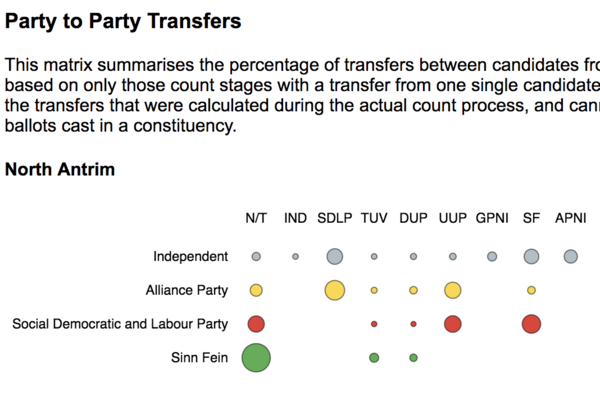 Party to Party Transfers
This matrix summarises the percentage of transfers between candidates
based on only those count stages with a transfer from one single candidate
the transfers that were calculated during the actual count process, and
ballots cast in a constituency.
North Antrim
N/T IND SDLP TUV DUP UUP GPNI SF APNI
Independent
Alliance Party
Social Democratic and Labour Party
Sinn Fein